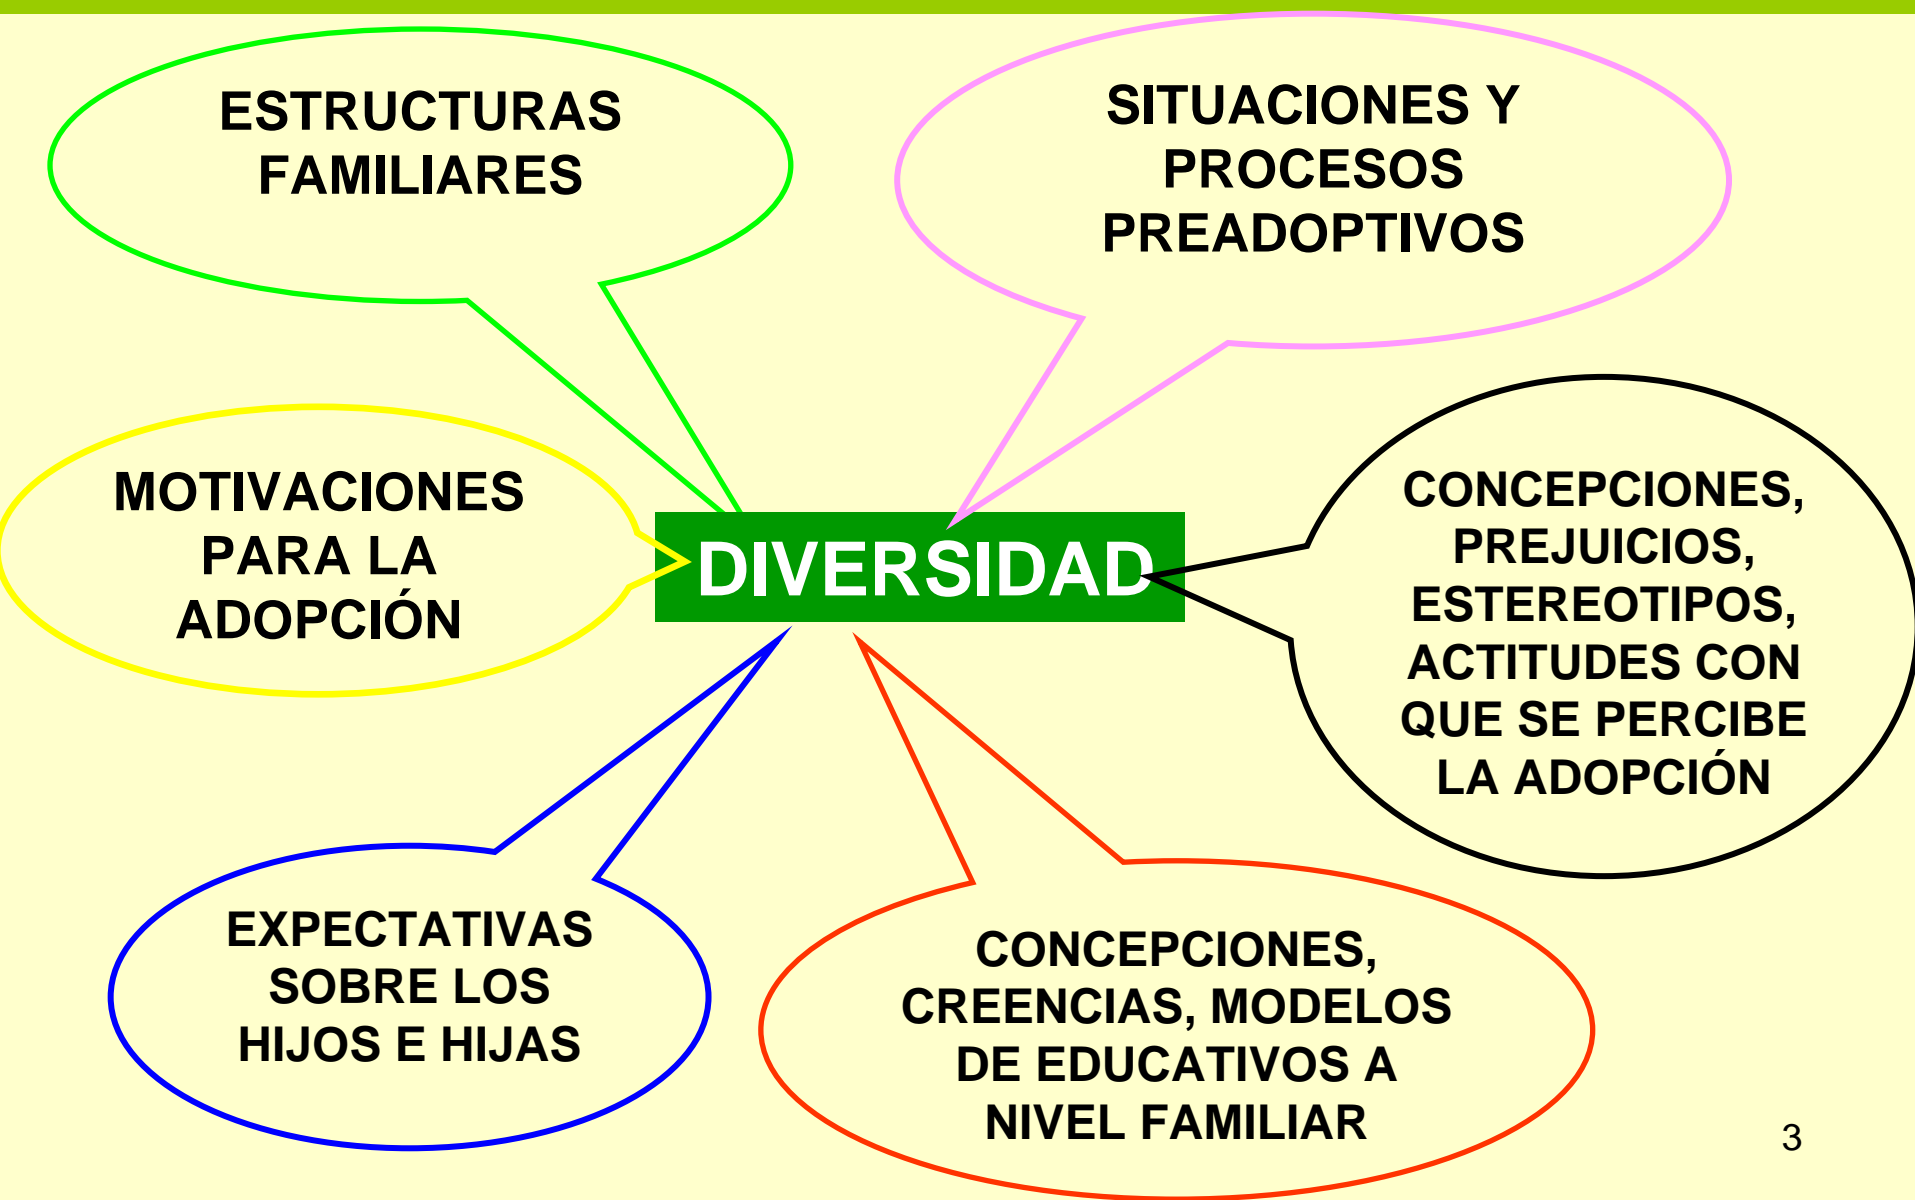 ESTRUCTURAS
FAMILIARES
SITUACIONES Y
PROCESOS
PREADOPTIVOS
MOTIVACIONES
PARA LA
ADOPCIÓN
DIVERSIDAD
CONCEPCIONES,
PREJUICIOS,
ESTEREOTIPOS,
ACTITUDES CON
QUE SE PERCIBE
LA ADOPCIÓN
EXPECTATIVAS
SOBRE LOS
HIJOS E HIJAS
CONCEPCIONES,
CREENCIAS, MODELOS
DE EDUCATIVOS A
NIVEL FAMILIAR
3